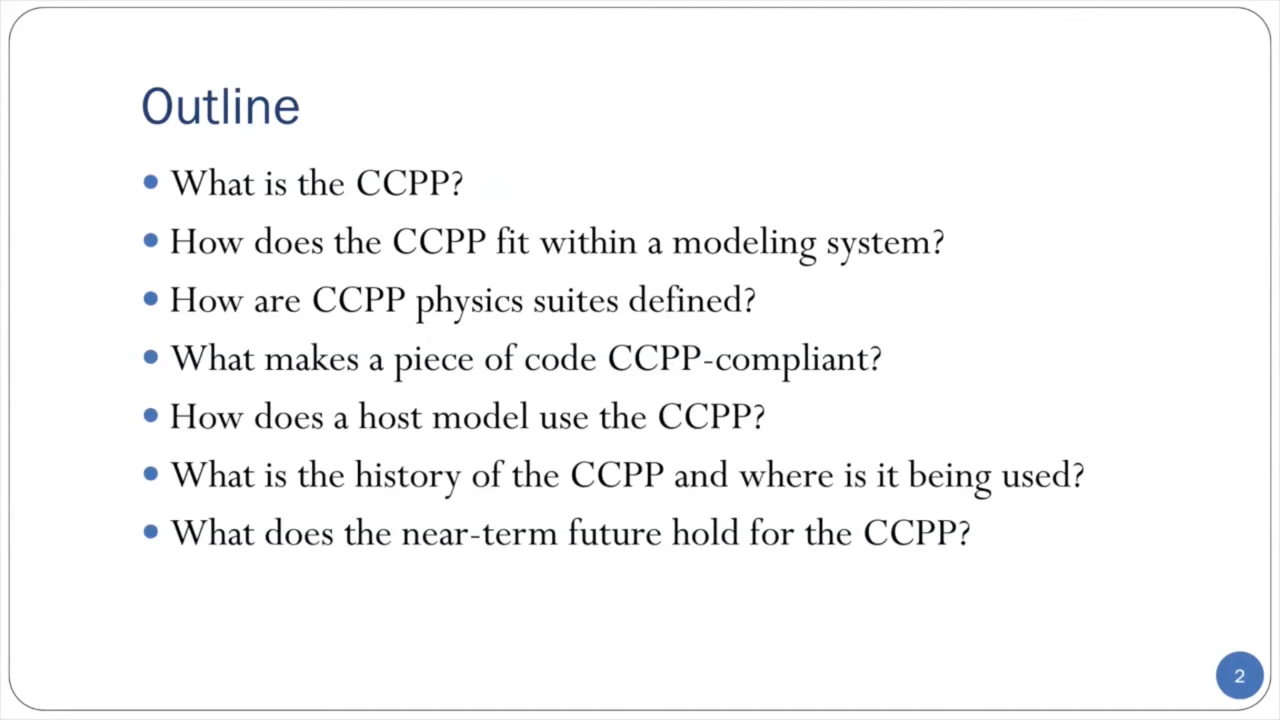 Outline
• What is the CCPP?
• How does the CCPP fit within a modeling system?
• How are CCPP physics suites defined?
• What makes a piece of code CCPP-compliant?
• How does a host model use the CCPP?
• What is the history of the CCPP and where is it being used?
• What does the near-term future hold for the CCPP?
2